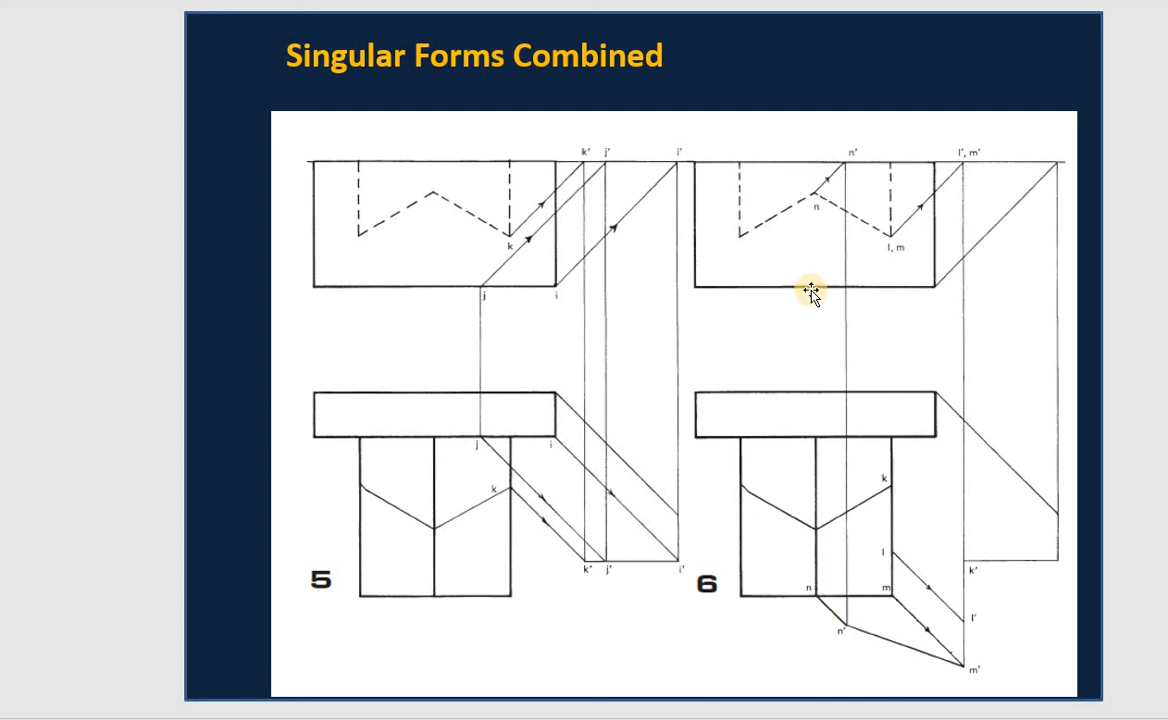 Singular Forms Combined
k' j' i' n' l', m'
n
k l, m
j i
j i
k k
l
5 k' j' i' 6 n m k'
l'
n'
m'